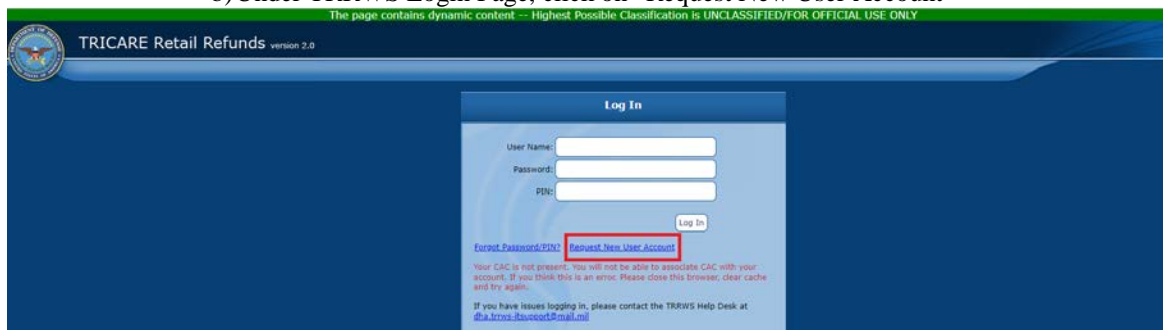 6) Under TRRWS Login Page, click on "Request New User Account"
The page contains dynamic content -- Highest Possible Classification is UNCLASSIFIED/FOR OFFICIAL USE ONLY
TRICARE Retail Refunds version 2.0
Log In
User Name:
Password:
PIN:
Log In
Forgot Password/PIN? Request New User Account
Your CAC is not present. You will not be able to associate CAC with your
account. If you think this is an error. Please close this browser, clear cache
and try again.
If you have issues logging in, please contact the TRRWS Help Desk at
dha.trrws-itsupport@mail.mil